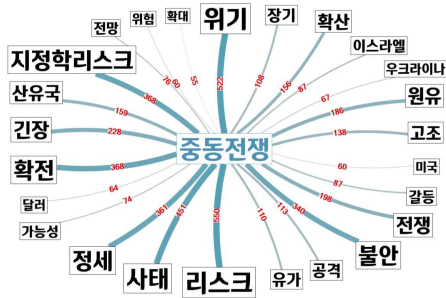 위기
장기
확산
이스라엘
우크라이나
원유
고조
미국
갈등
전쟁
불안
공격
유가
리스크
사태
정세
가능성
달러
확전
긴장
산유국
지정학리스크
전망
위험
확대
중동전쟁
522
108
156
87
67
186
138
60
87
198
340
113
110
550
451
361
74
64
368
228
159
368
76
60
55